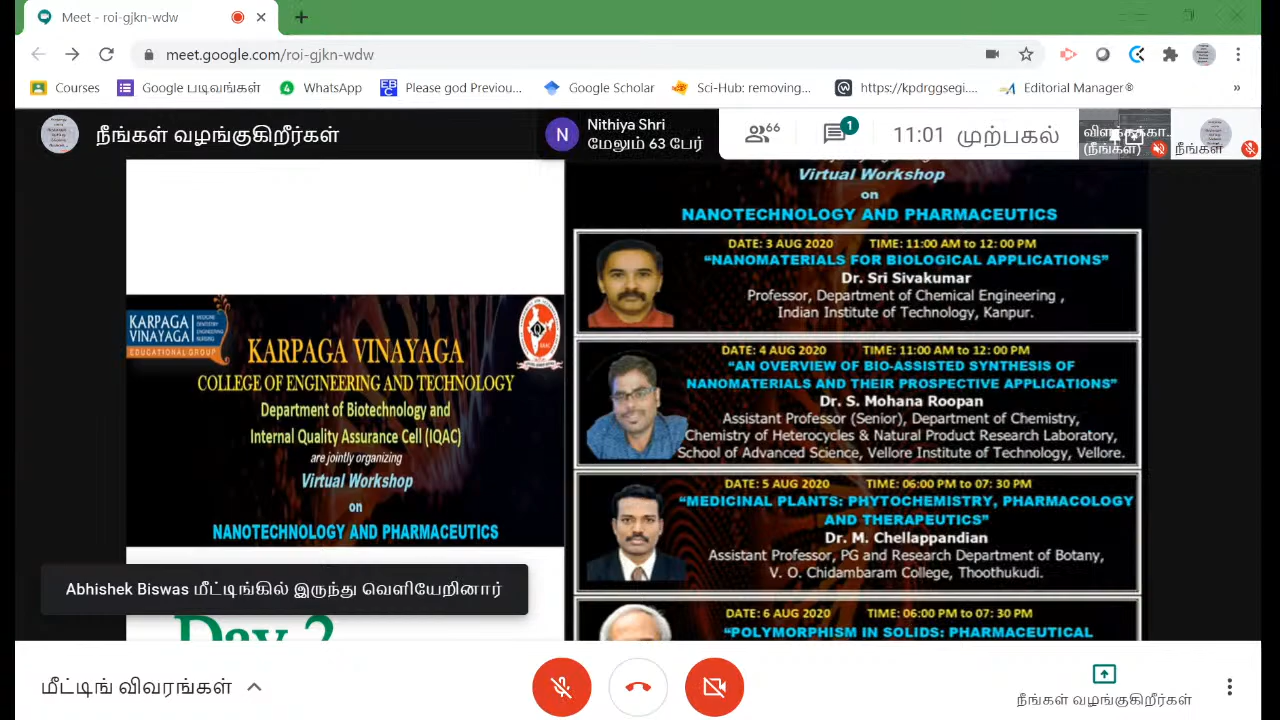 Meet - roi-gjkn-wdw
meet.google.com/roi-gjkn-wdw
Courses
Google படிவங்கள்
WhatsApp
Please god Previou...
Google Scholar
Sci-Hub: removing...
https://kpdrggsegi....
Editorial Manager®
»
நீங்கள் வழங்குகிறீர்கள்
N
Nithiya Shri
மேலும் 63 பேர்
66
1
11:01 முற்பகல்
(நீங்கள்)
நீங்கள்
KARPAGA
VINAYAGA
MEDICINE
DENTISTRY
ENGINEERING
NURSING
EDUCATIONAL GROUP
KARPAGA VINAYAGA
COLLEGE OF ENGINEERING AND TECHNOLOGY
Department of Biotechnology and
Internal Quality Assurance Cell (IQAC)
are jointly organizing
Virtual Workshop
on
NANOTECHNOLOGY AND PHARMACEUTICS
Day 2
Virtual Workshop
on
NANOTECHNOLOGY AND PHARMACEUTICS
DATE: 3 AUG 2020 TIME: 11:00 AM to 12: 00 PM
“NANOMATERIALS FOR BIOLOGICAL APPLICATIONS”
Dr. Sri Sivakumar
Professor, Department of Chemical Engineering ,
Indian Institute of Technology, Kanpur.
DATE: 4 AUG 2020 TIME: 11:00 AM to 12: 00 PM
“AN OVERVIEW OF BIO-ASSISTED SYNTHESIS OF
NANOMATERIALS AND THEIR PROSPECTIVE APPLICATIONS”
Dr. S. Mohana Roopan
Assistant Professor (Senior), Department of Chemistry,
Chemistry of Heterocycles & Natural Product Research Laboratory,
School of Advanced Science, Vellore Institute of Technology, Vellore.
DATE: 5 AUG 2020 TIME: 06:00 PM to 07: 30 PM
“MEDICINAL PLANTS: PHYTOCHEMISTRY, PHARMACOLOGY
AND THERAPEUTICS”
Dr. M. Chellappandian
Assistant Professor, PG and Research Department of Botany,
V. O. Chidambaram College, Thoothukudi.
DATE: 6 AUG 2020 TIME: 06:00 PM to 07: 30 PM
“POLYMORPHISM IN SOLIDS: PHARMACEUTICAL
Abhishek Biswas மீட்டிங்கில் இருந்து வெளியேறினார்
மீட்டிங் விவரங்கள்
நீங்கள் வழங்குகிறீர்கள்